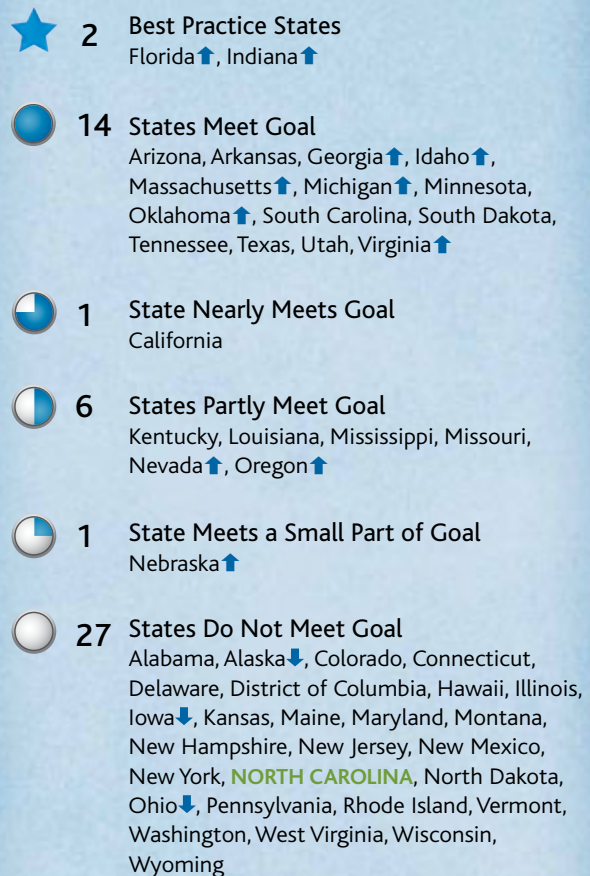 2 Best Practice States
Florida⬆, Indiana⬆
14 States Meet Goal
Arizona, Arkansas, Georgia⬆, Idaho⬆,
Massachusetts⬆, Michigan⬆, Minnesota,
Oklahoma⬆, South Carolina, South Dakota,
Tennessee, Texas, Utah, Virginia⬆
1 State Nearly Meets Goal
California
6 States Partly Meet Goal
Kentucky, Louisiana, Mississippi, Missouri,
Nevada⬆, Oregon⬆
1 State Meets a Small Part of Goal
Nebraska⬆
27 States Do Not Meet Goal
Alabama, Alaska⬇, Colorado, Connecticut,
Delaware, District of Columbia, Hawaii, Illinois,
Iowa⬇, Kansas, Maine, Maryland, Montana,
New Hampshire, New Jersey, New Mexico,
New York, NORTH CAROLINA, North Dakota,
Ohio⬇, Pennsylvania, Rhode Island, Vermont,
Washington, West Virginia, Wisconsin,
Wyoming